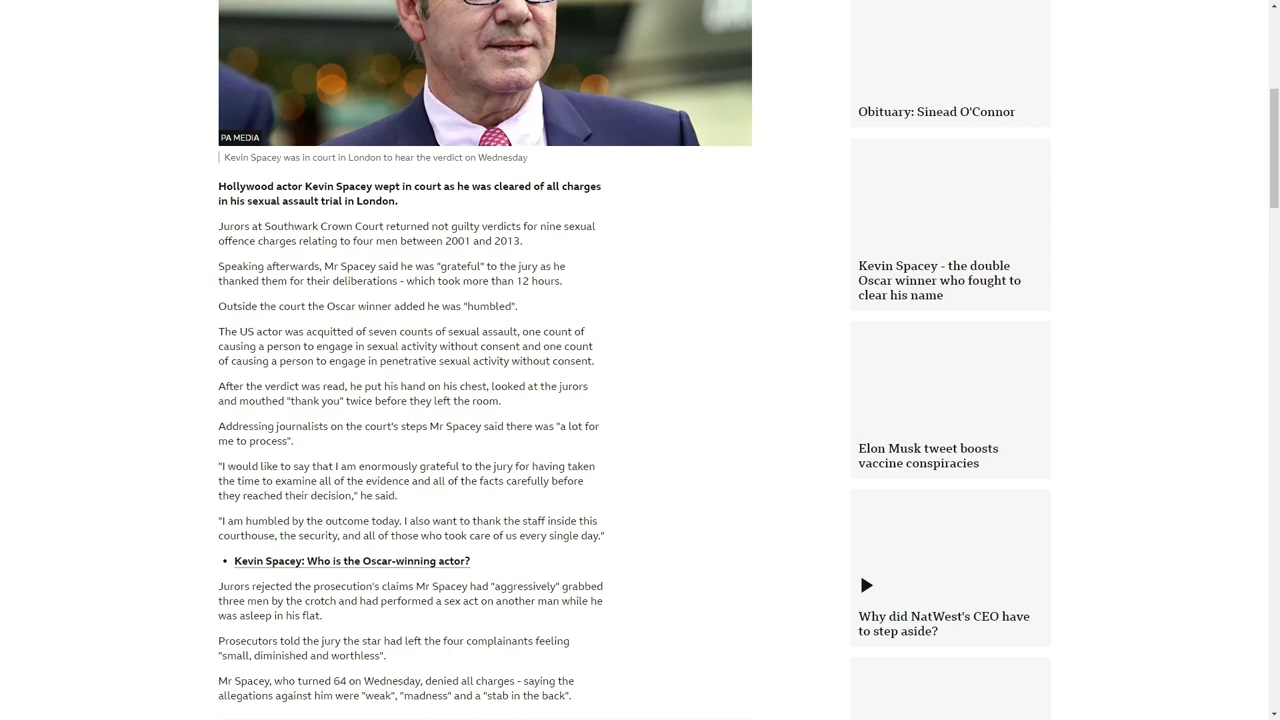 PA MEDIA
Kevin Spacey was in court in London to hear the verdict on Wednesday
Hollywood actor Kevin Spacey wept in court as he was cleared of all charges
in his sexual assault trial in London.
Jurors at Southwark Crown Court returned not guilty verdicts for nine sexual
offence charges relating to four men between 2001 and 2013.
Speaking afterwards, Mr Spacey said he was "grateful" to the jury as he
thanked them for their deliberations - which took more than 12 hours.
Outside the court the Oscar winner added he was "humbled".
The US actor was acquitted of seven counts of sexual assault, one count of
causing a person to engage in sexual activity without consent and one count
of causing a person to engage in penetrative sexual activity without consent.
After the verdict was read, he put his hand on his chest, looked at the jurors
and mouthed "thank you" twice before they left the room.
Addressing journalists on the court's steps Mr Spacey said there was "a lot for
me to process".
"I would like to say that I am enormously grateful to the jury for having taken
the time to examine all of the evidence and all of the facts carefully before
they reached their decision," he said.
"I am humbled by the outcome today. I also want to thank the staff inside this
courthouse, the security, and all of those who took care of us every single day."
• Kevin Spacey: Who is the Oscar-winning actor?
Jurors rejected the prosecution's claims Mr Spacey had "aggressively" grabbed
three men by the crotch and had performed a sex act on another man while he
was asleep in his flat.
Prosecutors told the jury the star had left the four complainants feeling
"small, diminished and worthless".
Mr Spacey, who turned 64 on Wednesday, denied all charges - saying the
allegations against him were "weak", "madness" and a "stab in the back".
Obituary: Sinead O'Connor
Kevin Spacey - the double
Oscar winner who fought to
clear his name
Elon Musk tweet boosts
vaccine conspiracies
Why did NatWest's CEO have
to step aside?